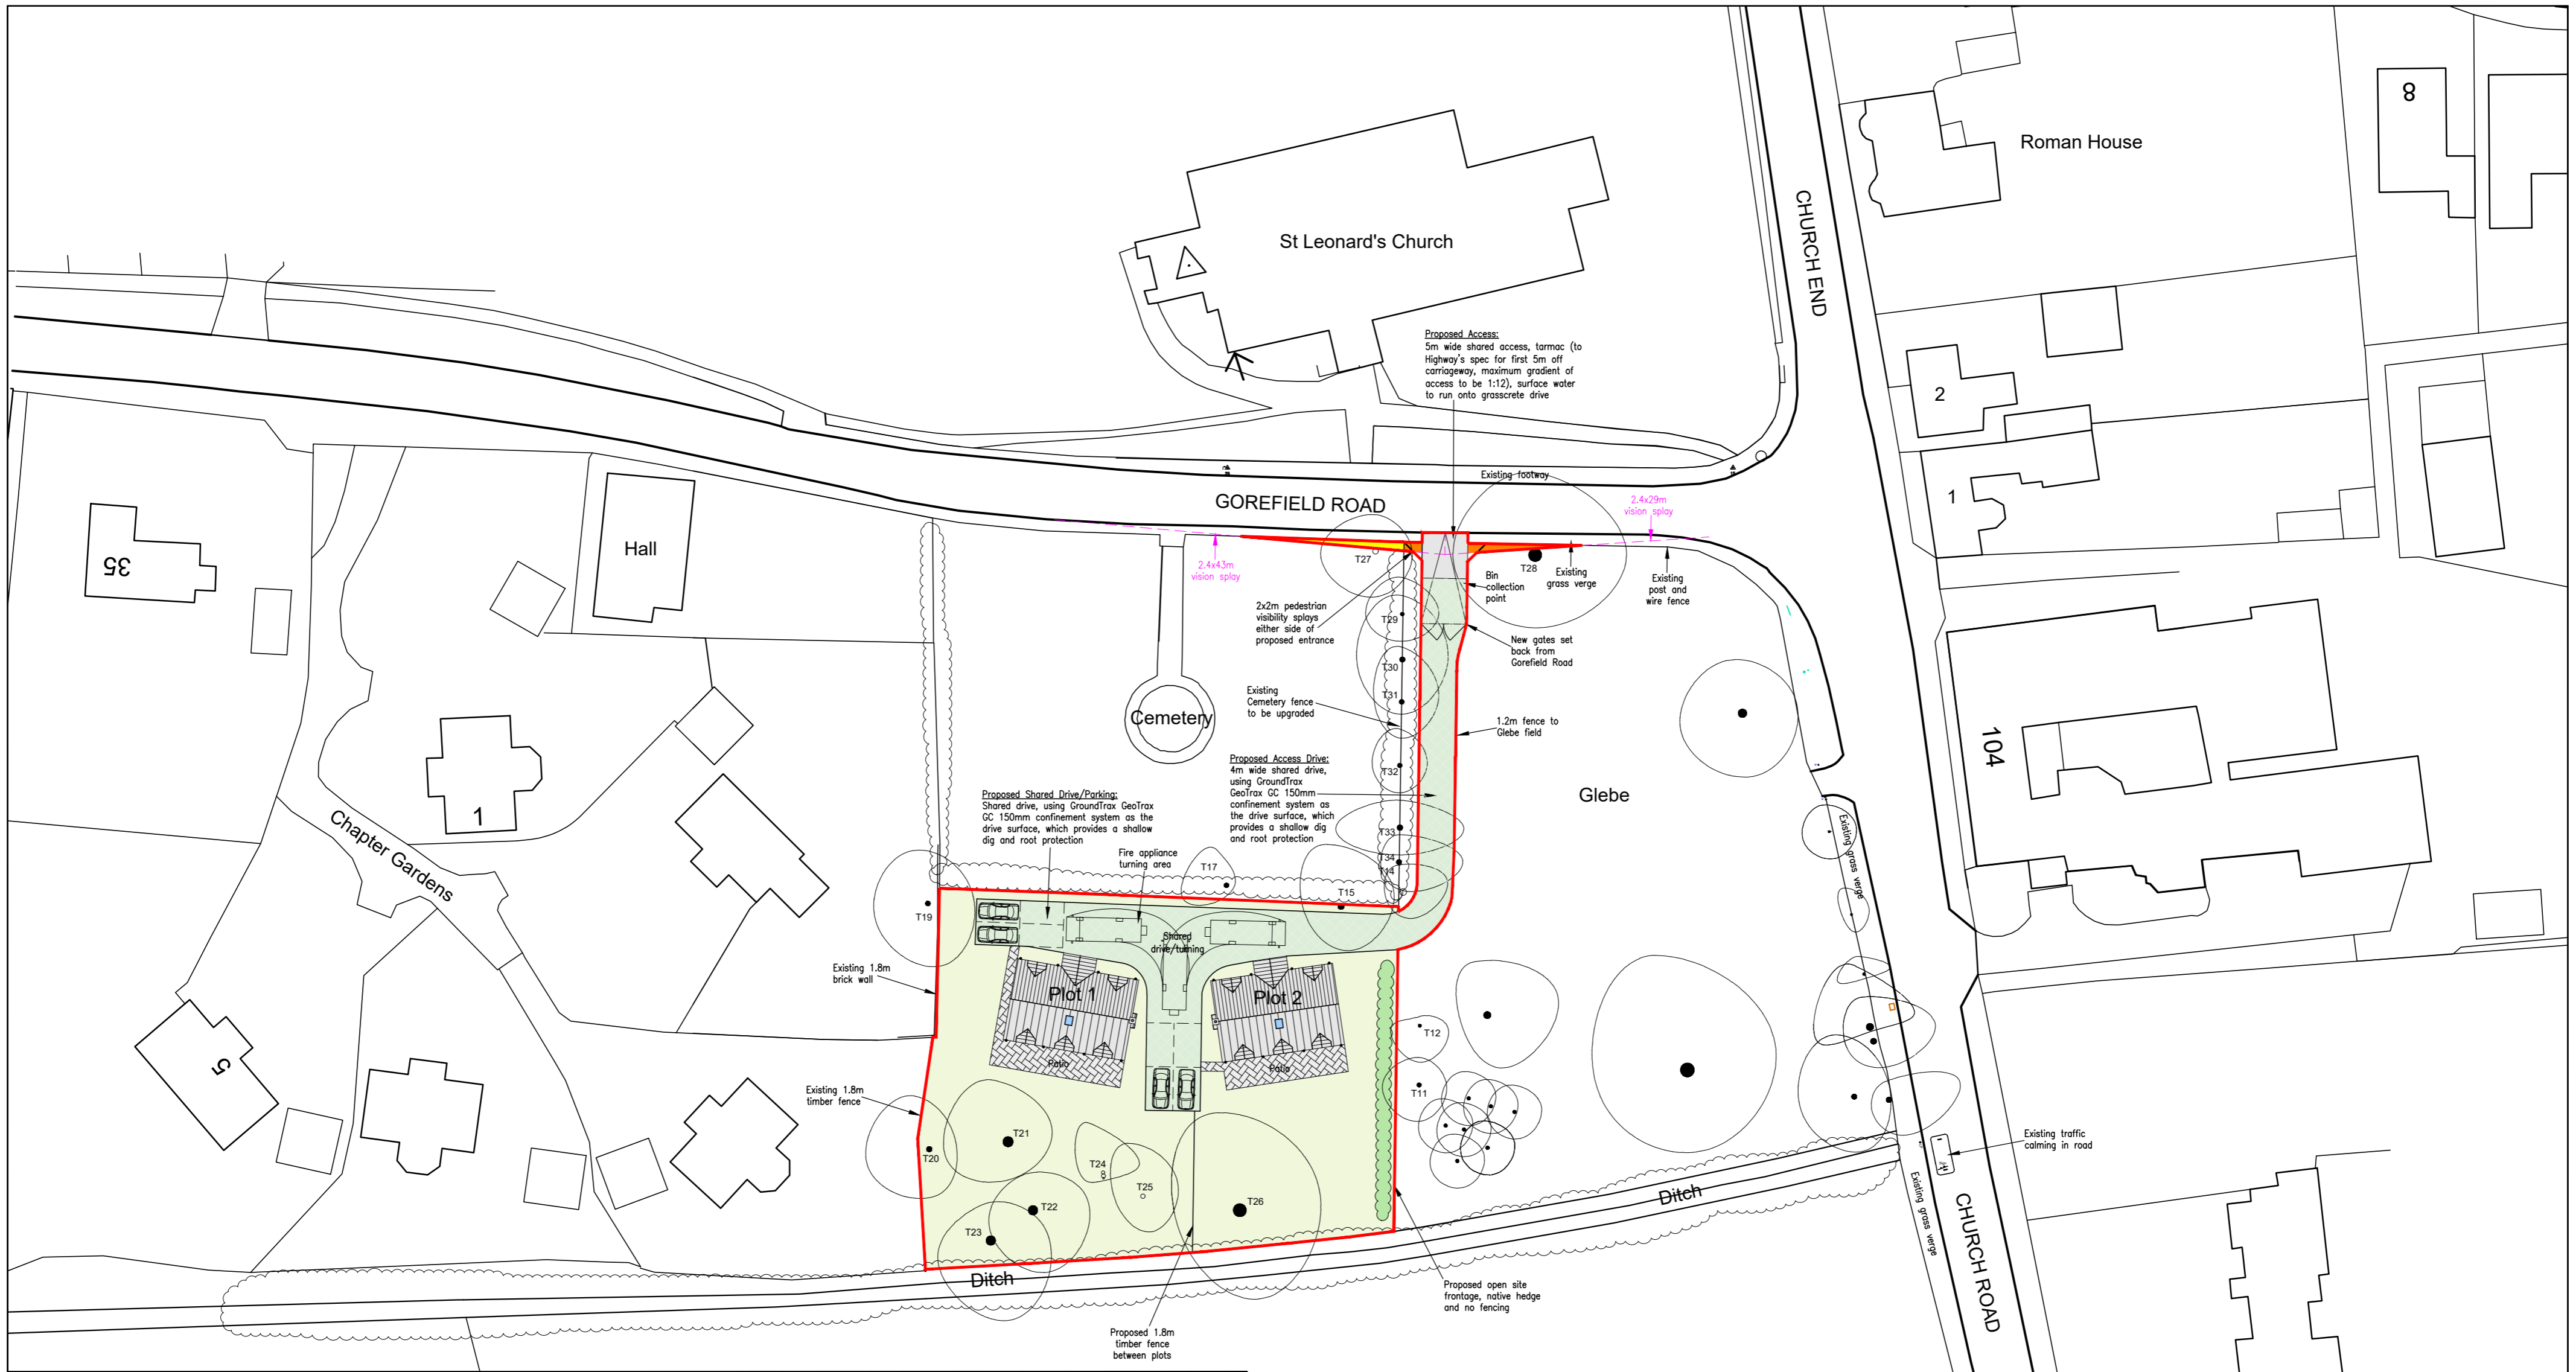 8
Roman House
CHURCH END
St Leonard's Church
Proposed Access:
5m wide shared access, tarmac (to
Highway's spec for first 5m off
carriageway, maximum gradient of
access to be 1:12), surface water
to run onto grasscrete drive
2
1
Existing footway
GOREFIELD ROAD
2.4x29m
vision splay
35
Hall
2.4x43m
vision splay
T27
T28
Existing
grass verge
Existing
post and
wire fence
Bin
collection
point
2x2m pedestrian
visibility splays
either side of
proposed entrance
T29
New gates set
back from
Gorefield Road
T30
T31
Existing
Cemetery fence
to be upgraded
Cemetery
1.2m fence to
Glebe field
104
1
T32
Proposed Access Drive:
4m wide shared drive,
using GroundTrax
GeoTrax GC 150mm
confinement system as
the drive surface, which
provides a shallow dig
and root protection
Glebe
Proposed Shared Drive/Parking:
Shared drive, using GroundTrax GeoTrax
GC 150mm confinement system as the
drive surface, which provides a shallow
dig and root protection
Chapter Gardens
T33
Existing grass verge
Fire appliance
turning area
T34
T17
T14
T15
T19
Shared
drive/turning
Existing 1.8m
brick wall
Plot 1
Plot 2
T12
5
Patio
Patio
T11
Existing 1.8m
timber fence
T21
T20
T24
T25
T26
T22
T23
Existing traffic
calming in road
Ditch
Existing grass verge
CHURCH ROAD
Ditch
Proposed open site
frontage, native hedge
and no fencing
Proposed 1.8m
timber fence
between plots